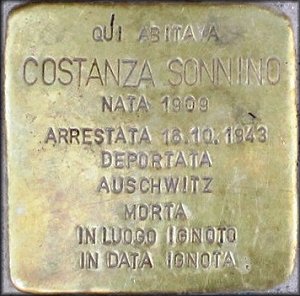 QUI ABITAVA
COSTANZA SONNINO
NATA 1909
ARRESTATA 16.10.1943
DEPORTATA
AUSCHWITZ
MORTA
IN LUOGO IGNOTO
IN DATA IGNOTA